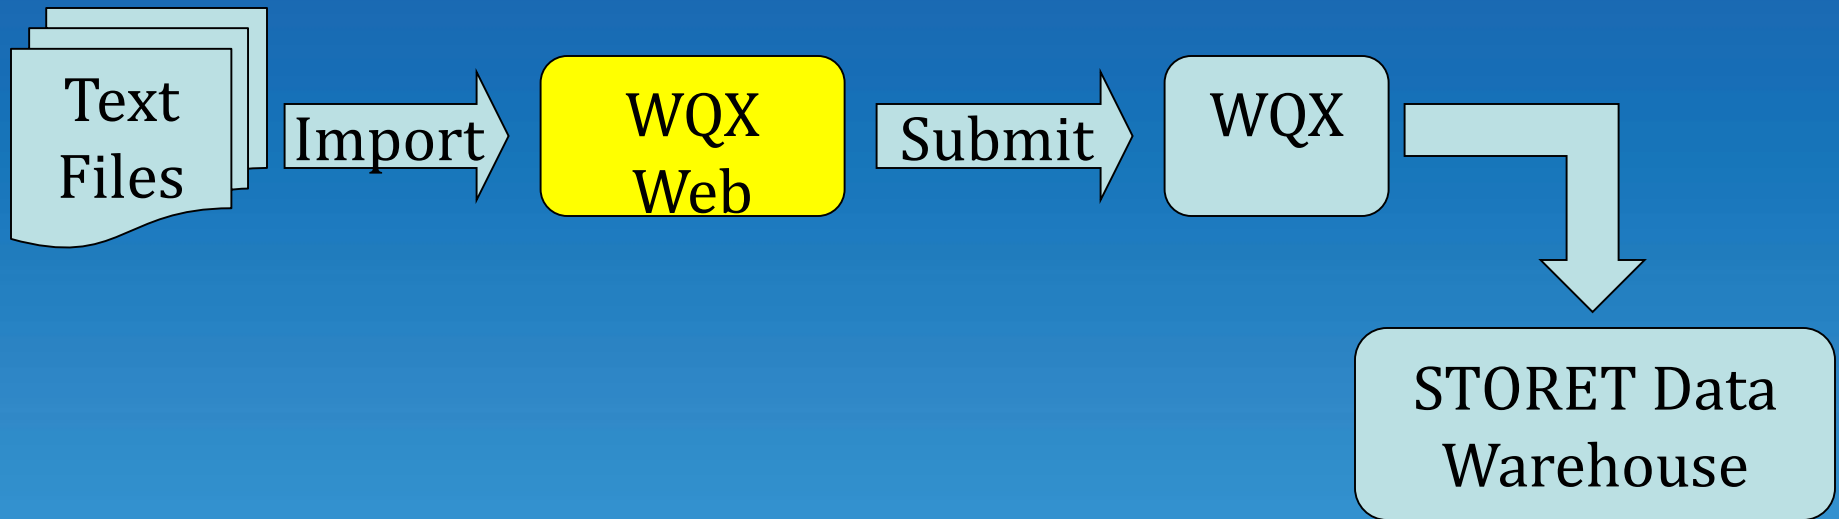 Text
Files
Import
WQX
Web
Submit
WQX
STORET Data
Warehouse